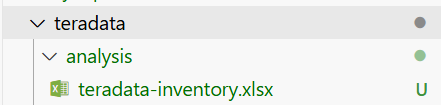 teradata
analysis
teradata-inventory.xlsx U